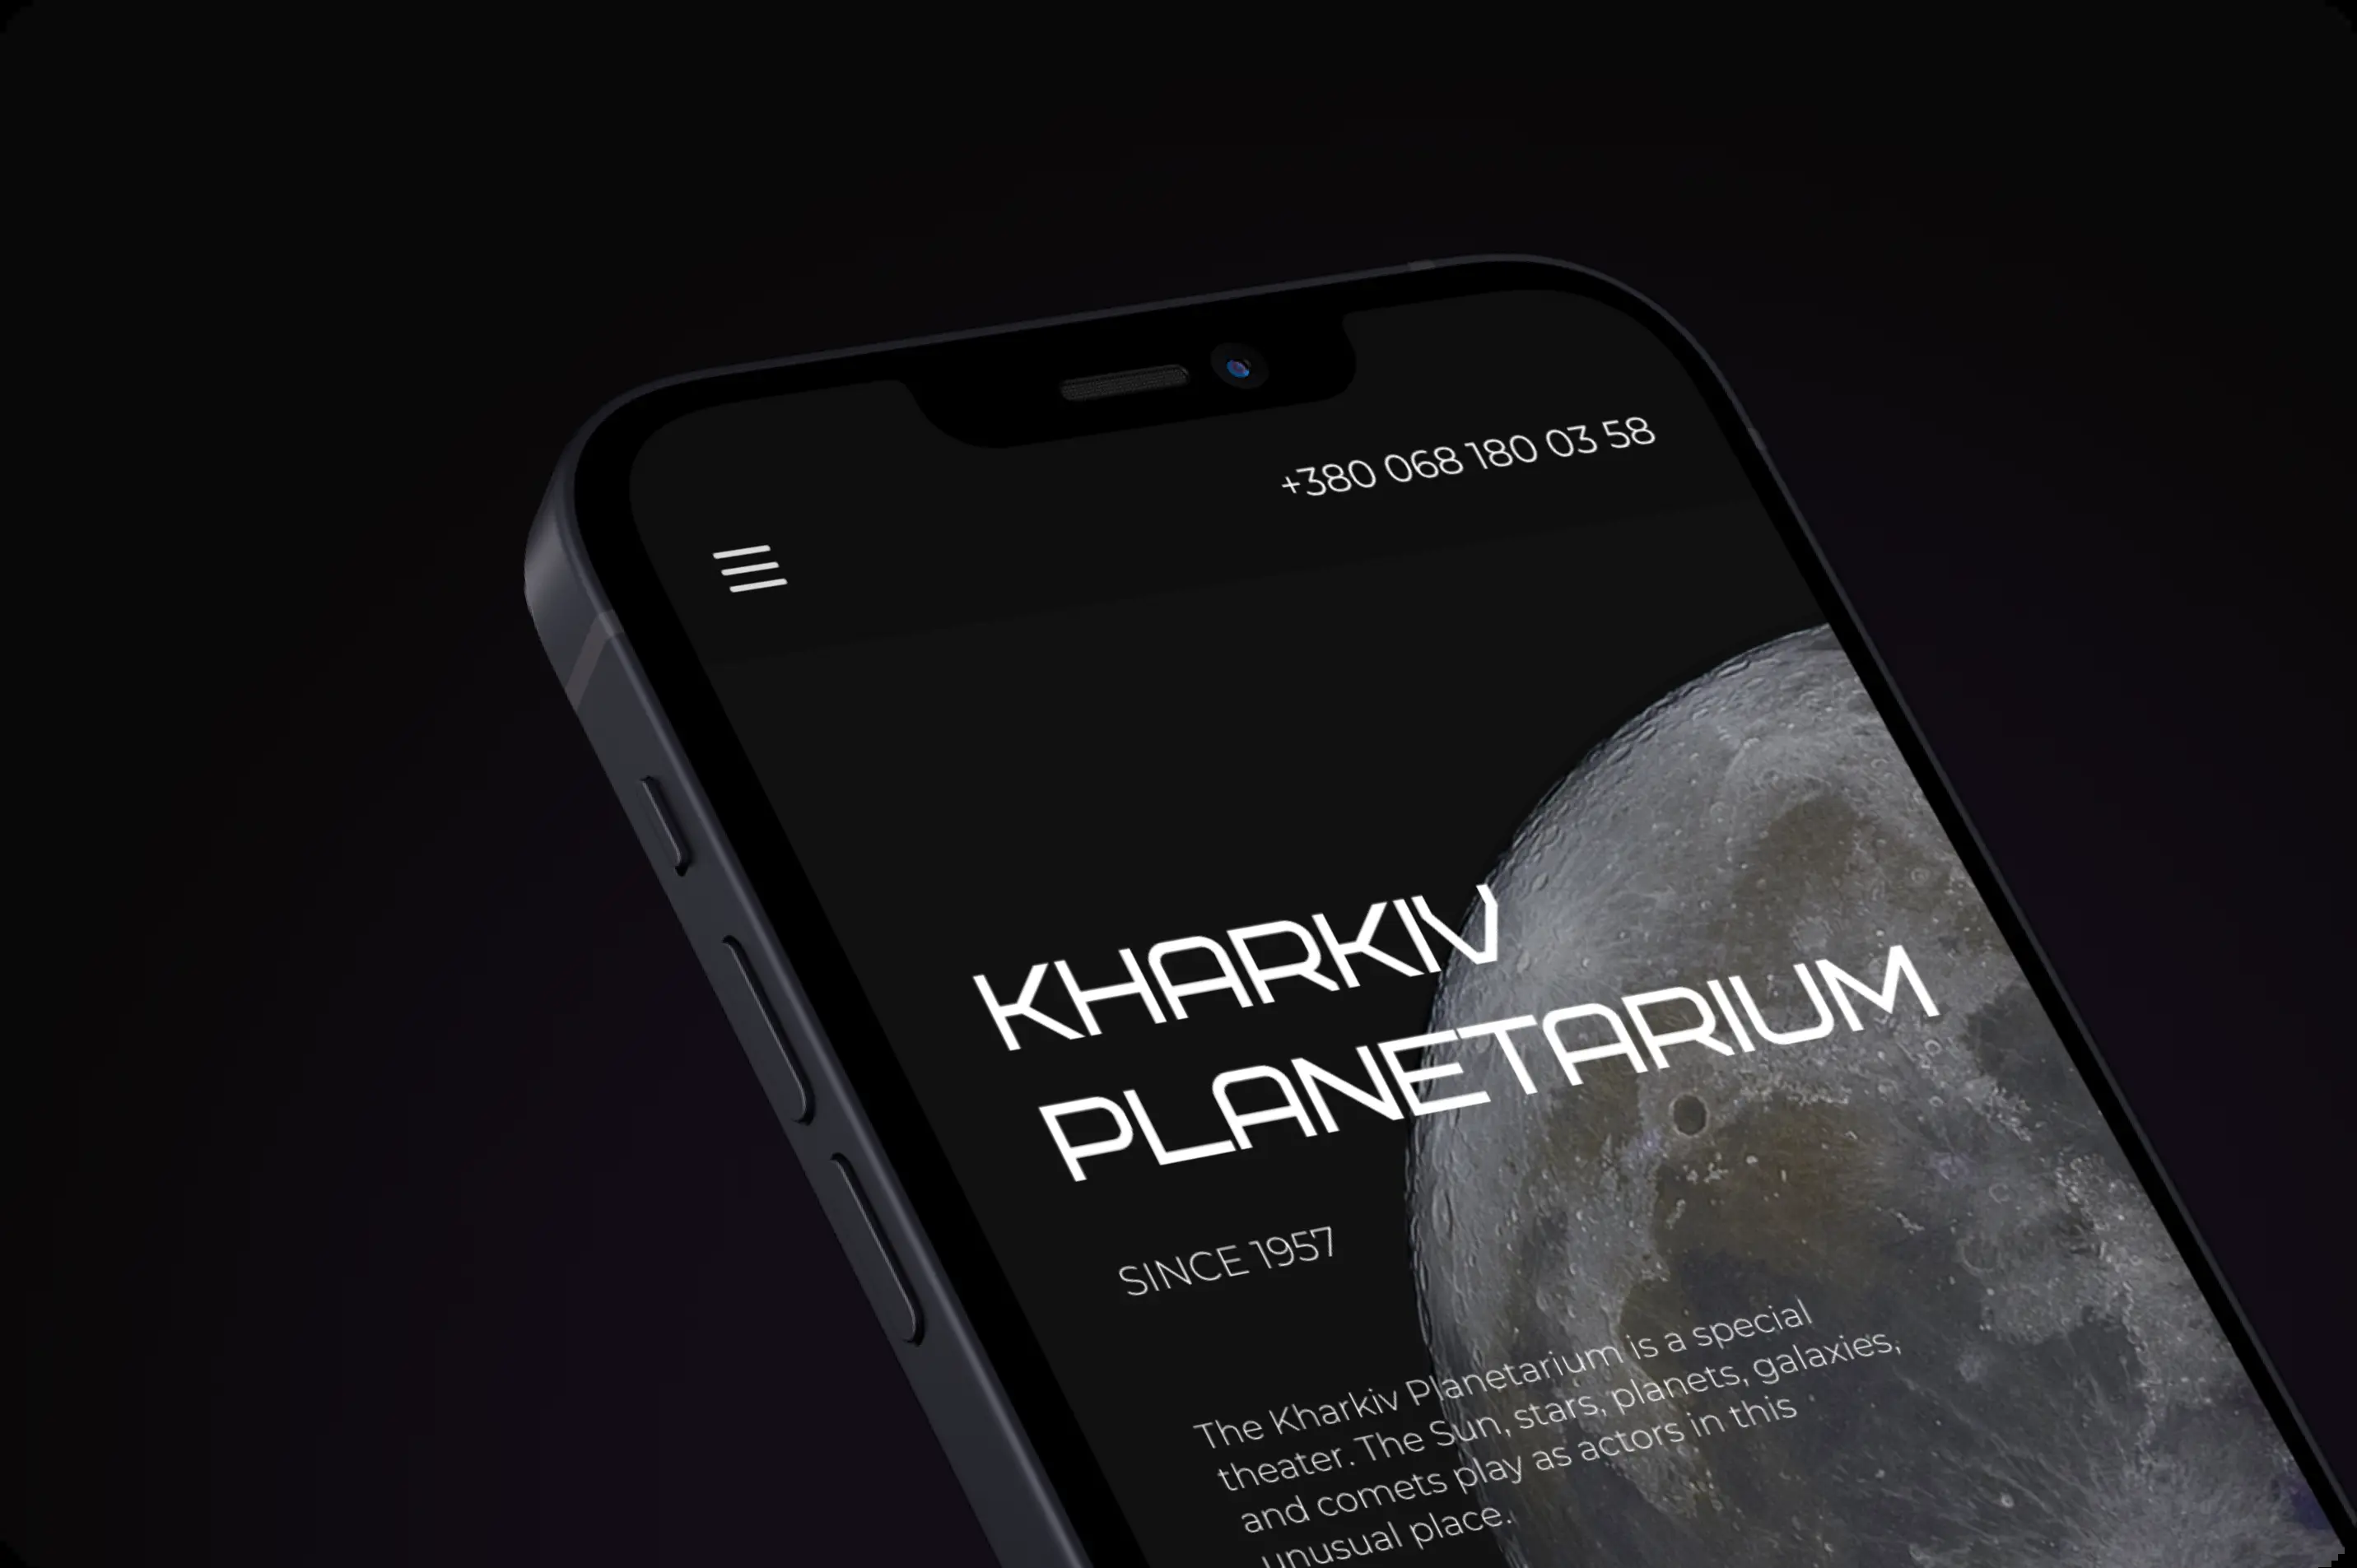 +380 068 180 03 58
KHARKIV
PLANETARIUM
SINCE 1957
The Kharkiv Planetarium is a special
theater. The Sun, stars, planets, galaxies,
and comets play as actors in this
unusual place.